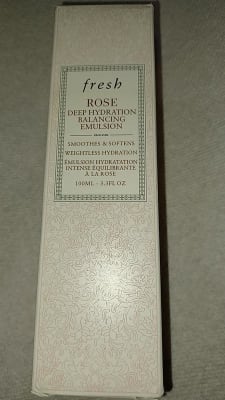 fresh
ROSE
DEEP HYDRATION
BALANCING
EMULSION
SMOOTHES & SOFTENS
WEIGHTLESS HYDRATION
EMULSION HYDRATATION
INTENSE ÉQUILIBRANTE
À LA ROSE
100ML - 3.3FL OZ